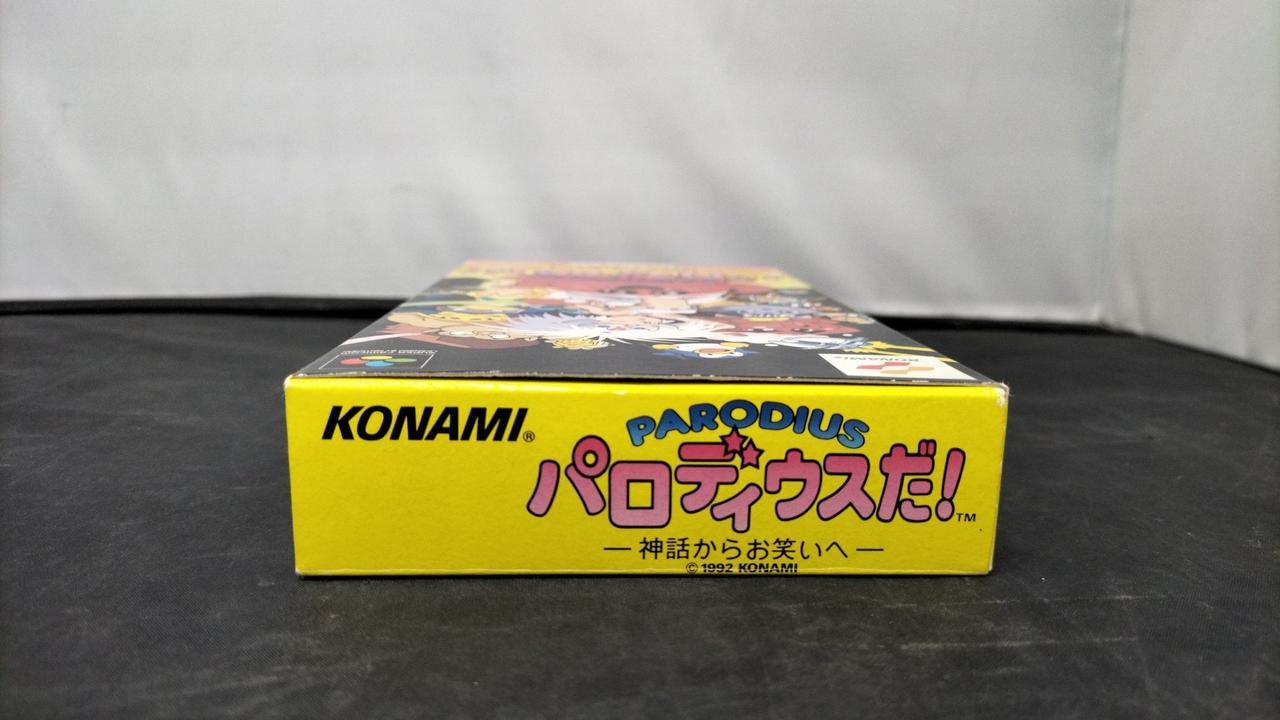 KONAMI
KONAMI®
PARODIUS
パロディウスだ!™
— 神話からお笑いへ —
© 1992 KONAMI